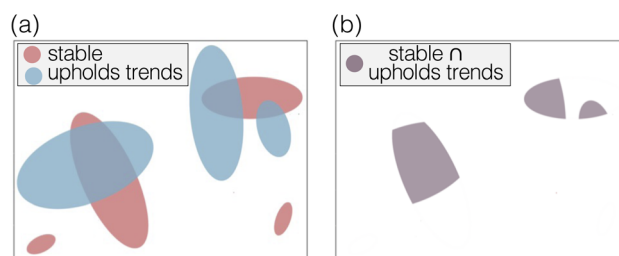 (a)
stable
upholds trends
(b)
stable ∩
upholds trends